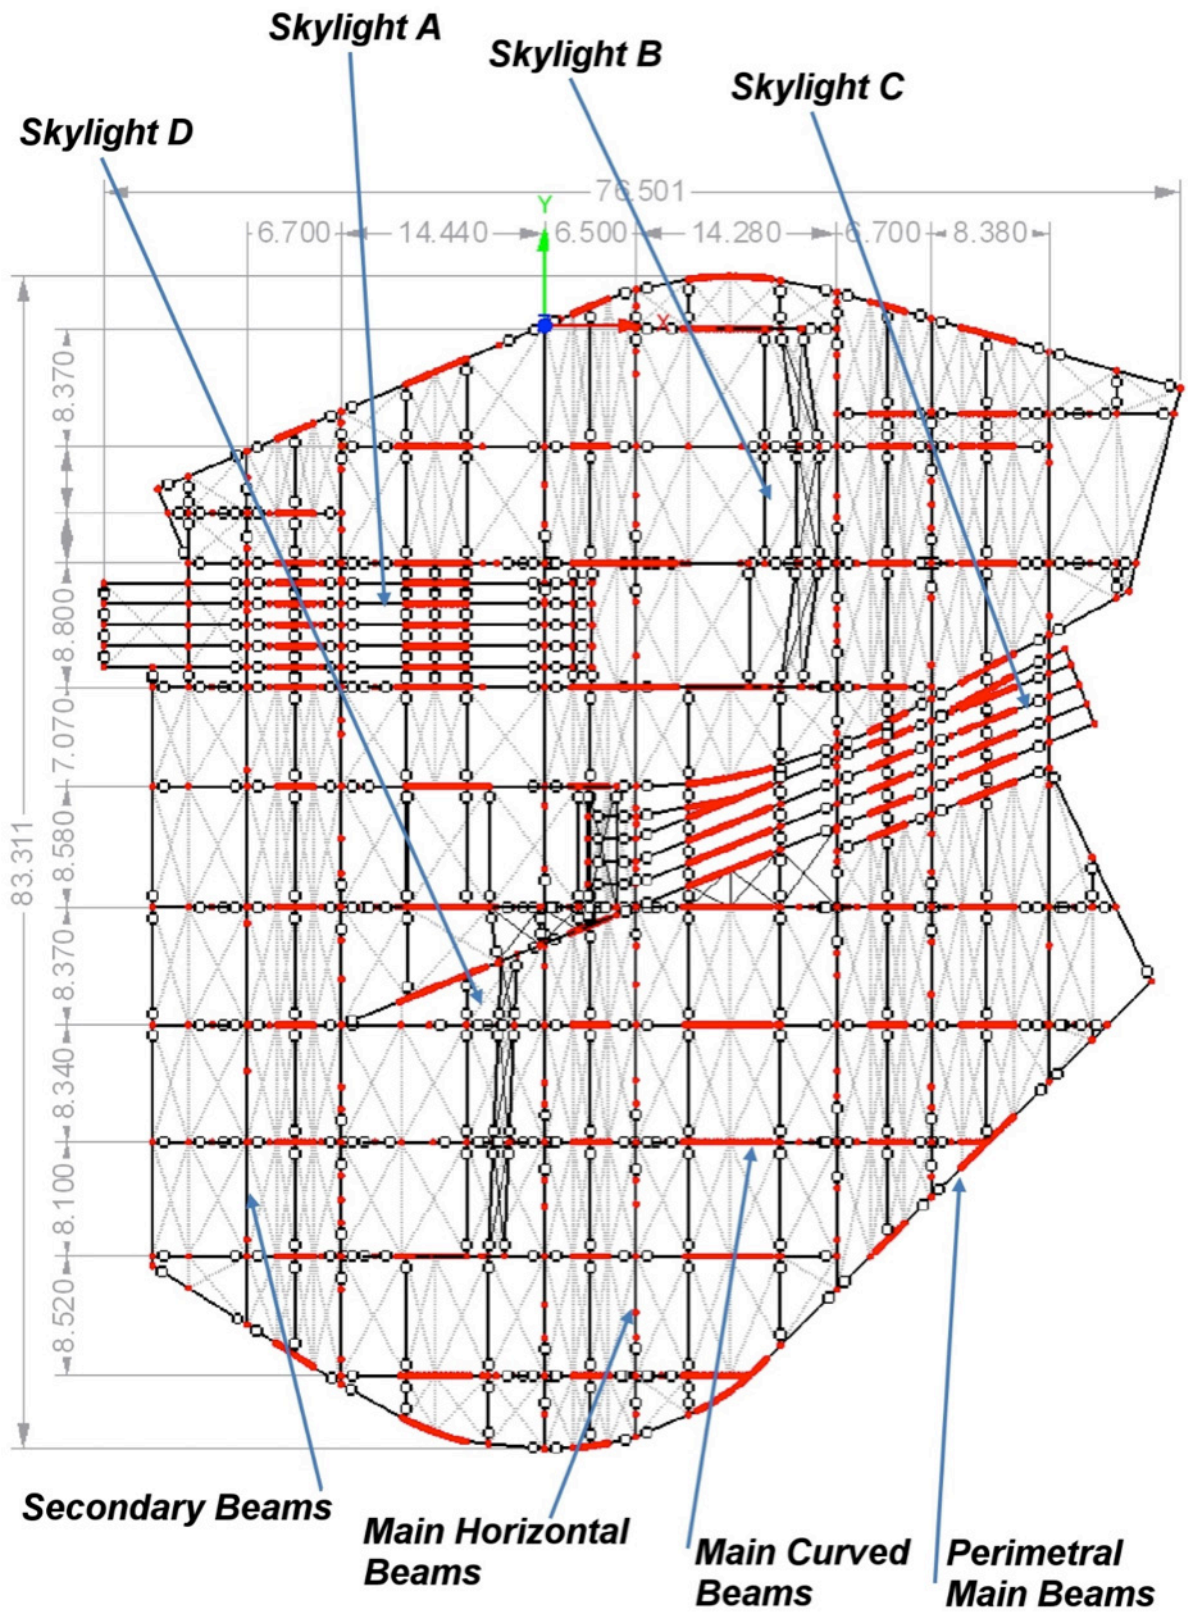 Skylight A
Skylight B
Skylight C
Skylight D
76.501
Y
6.700
14.440
6.500
14.280
6.700
8.380
X
8.370
8.800
7.070
8.580
83.311
8.370
8.340
8.100
8.520
Secondary Beams
Main Horizontal
Beams
Main Curved
Beams
Perimetral
Main Beams